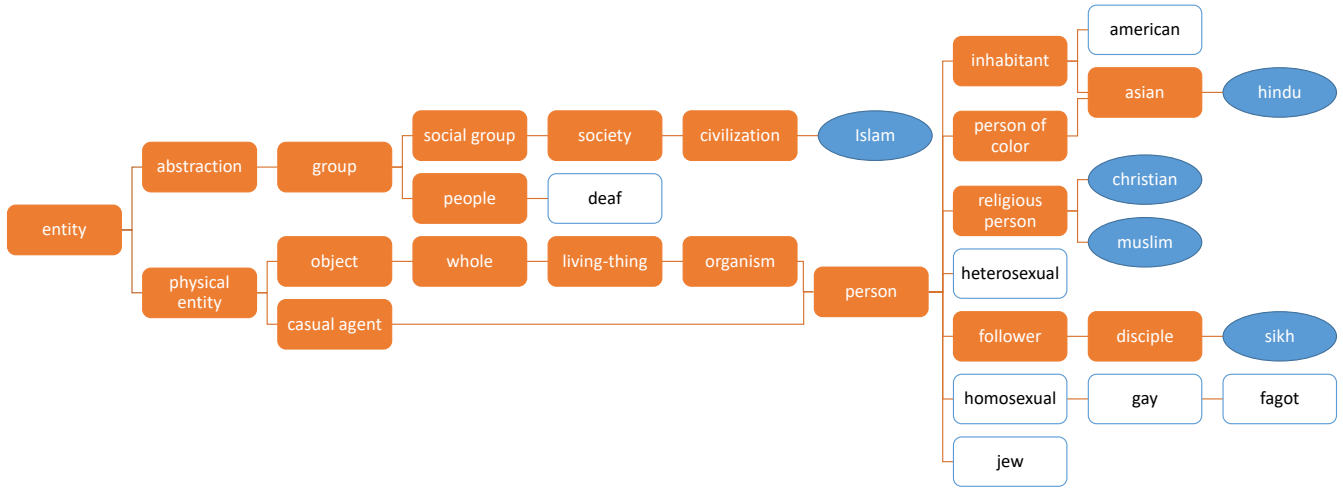 american
inhabitant
asian
hindu
social group
society
civilization
Islam
person of
color
abstraction
group
christian
people
deaf
religious
person
entity
muslim
object
whole
living-thing
organism
heterosexual
physical
entity
person
casual agent
follower
disciple
sikh
homosexual
gay
fagot
jew